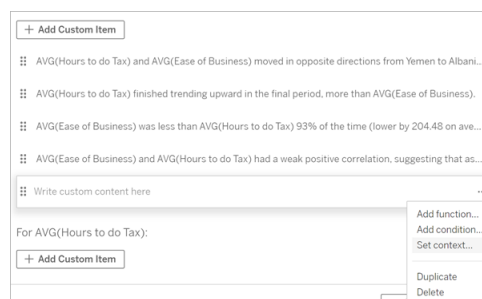 + Add Custom Item
AVG(Hours to do Tax) and AVG(Ease of Business) moved in opposite directions from Yemen to Albani...
AVG(Hours to do Tax) finished trending upward in the final period, more than AVG(Ease of Business).
AVG(Ease of Business) was less than AVG(Hours to do Tax) 93% of the time (lower by 204.48 on ave...
AVG(Ease of Business) and AVG(Hours to do Tax) had a weak positive correlation, suggesting that as...
Write custom content here
Add function...
Add condition...
Set context...
Duplicate
Delete
For AVG(Hours to do Tax):
+ Add Custom Item